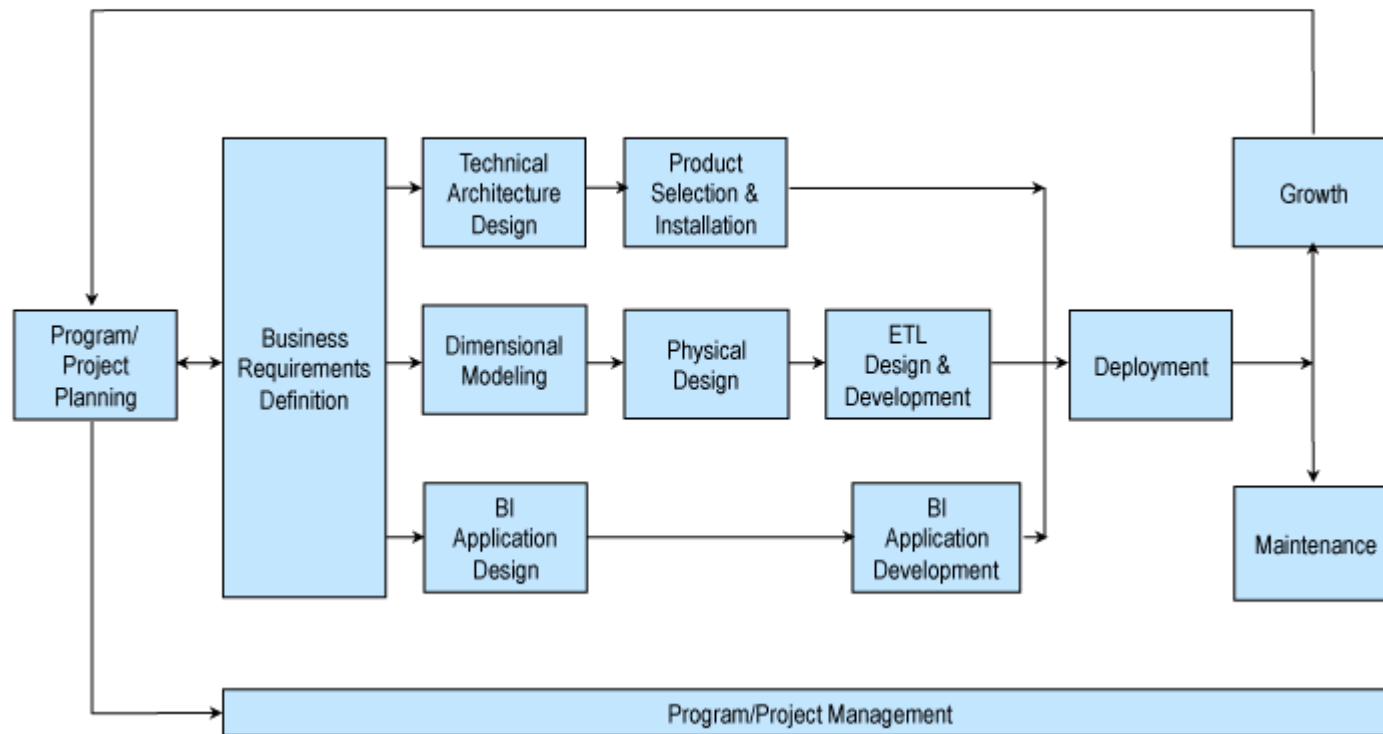 Program/
Project
Planning
Business
Requirements
Definition
Technical
Architecture
Design
Product
Selection &
Installation
Dimensional
Modeling
Physical
Design
ETL
Design &
Development
BI
Application
Design
BI
Application
Development
Deployment
Growth
Maintenance
Program/Project Management